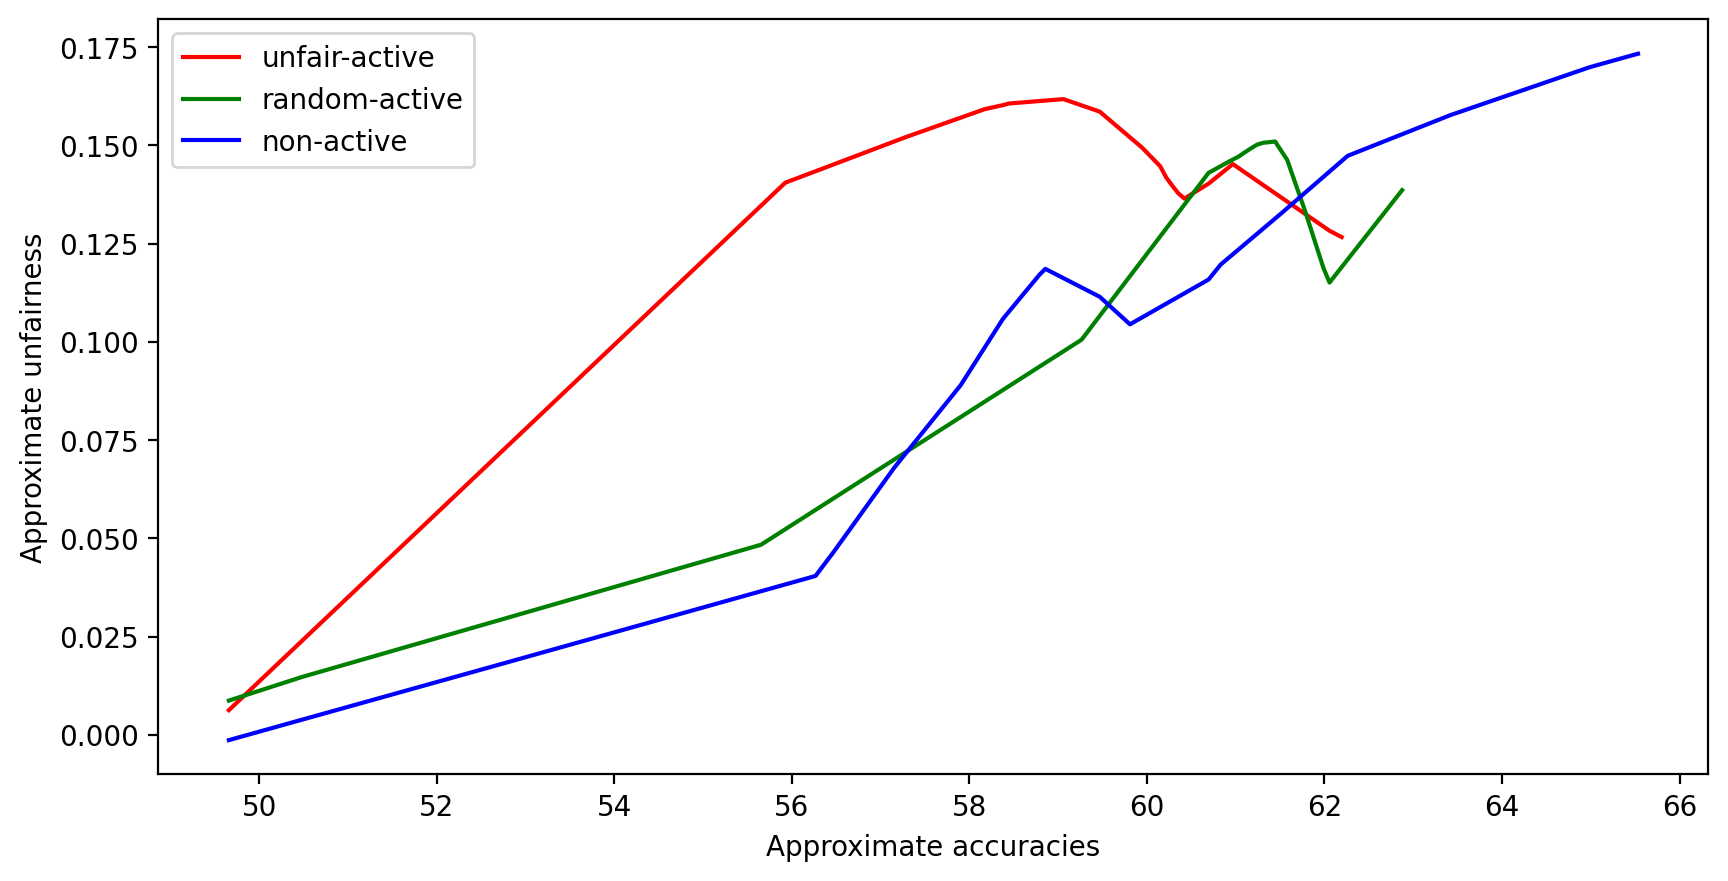 unfair-active
random-active
non-active
0.175
0.150
0.125
0.100
0.075
0.050
0.025
0.000
Approximate unfairness
50 52 54 56 58 60 62 64 66
Approximate accuracies